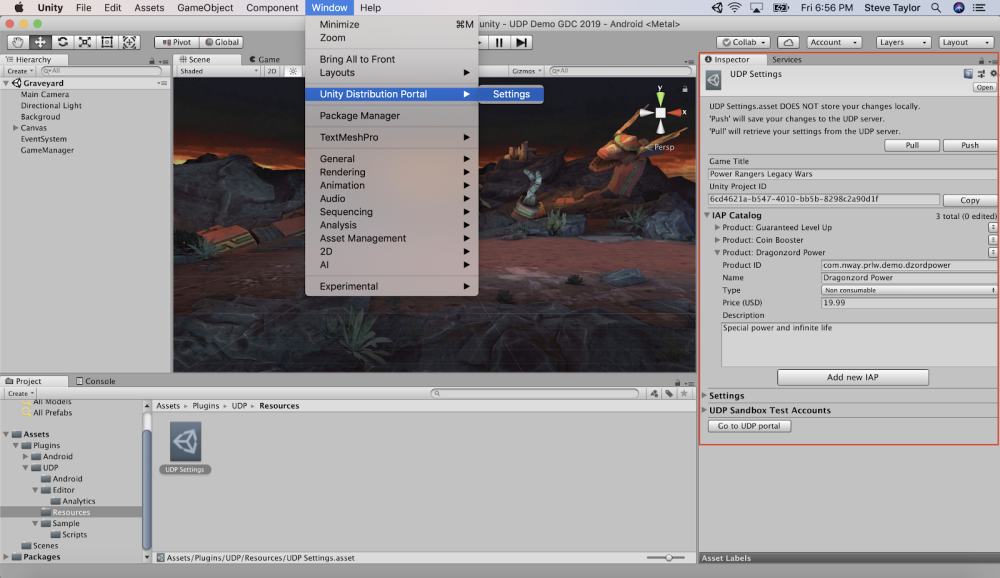 Unity File Edit Assets GameObject Component Window Help Fri 6:56 PM Steve Taylor
unity - UDP Demo GDC 2019 - Android <Metal>
Pivot Global Collab Account Layers Layout
Hierarchy
Create All
Graveyard
Main Camera
Directional Light
Backgroud
Canvas
EventSystem
GameManager
Scene Game
Shaded 2D Gizmos All
Minimize ⌘M
Zoom
Bring All to Front
Layouts
Unity Distribution Portal
Settings
Package Manager
TextMeshPro
General
Rendering
Animation
Audio
Sequencing
Analysis
Asset Management
2D
AI
Experimental
y
x
Persp
Inspector Services
UDP Settings
Open
UDP Settings.asset DOES NOT store your changes locally.
'Push' will save your changes to the UDP server.
'Pull' will retrieve your settings from the UDP server.
Pull Push
Game Title
Power Rangers Legacy Wars
Unity Project ID
6cd4621a-b547-4010-bb5b-8298c2a90d1f Copy
IAP Catalog 3 total (0 edited)
Product: Guaranteed Level Up
Product: Coin Booster
Product: Dragonzord Power
Product ID com.nway.prlw.demo.dzordpower
Name Dragonzord Power
Type Non consumable
Price (USD) 19.99
Description
Special power and infinite life
Add new IAP
Settings
UDP Sandbox Test Accounts
Go to UDP portal
Asset Labels
Project Console
Create
All Models
All Prefabs
Assets
Plugins
Android
UDP
Android
Editor
Analytics
Resources
Sample
Scripts
Scenes
Packages
Assets Plugins UDP Resources
UDP Settings
Assets/Plugins/UDP/Resources/UDP Settings.asset